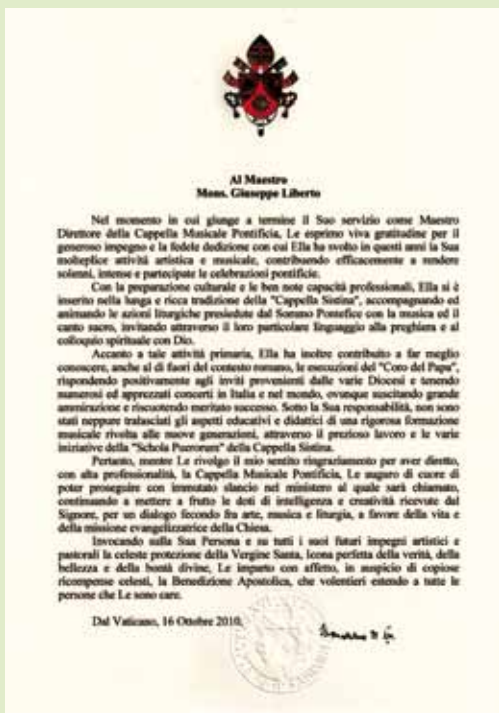 Al Maestro
Mons. Giuseppe Liberto
Nel momento in cui giunge a termine il Suo servizio come Maestro
Direttore della Cappella Musicale Pontificia, Le esprimo viva gratitudine per il
generoso impegno e la fedele dedizione con cui Ella ha svolto in questi anni la Sua
molteplice attività artistica e musicale, contribuendo efficacemente a rendere
solenni, intense e partecipate le celebrazioni pontificie.
Con la preparazione culturale e le ben note capacità professionali, Ella si è
inserito nella lunga e ricca tradizione della "Cappella Sistina", accompagnando ed
animando le azioni liturgiche presiedute dal Sommo Pontefice con la musica ed il
canto sacro, invitando attraverso il loro particolare linguaggio alla preghiera e al
colloquio spirituale con Dio.
Accanto a tale attività primaria, Ella ha inoltre contribuito a far meglio
conoscere, anche al di fuori del contesto romano, le esecuzioni del "Coro del Papa",
rispondendo positivamente agli inviti provenienti dalle varie Diocesi e tenendo
numerosi ed apprezzati concerti in Italia e nel mondo, ovunque suscitando grande
ammirazione e riscuotendo meritato successo. Sotto la Sua responsabilità, non sono
stati neppure tralasciati gli aspetti educativi e didattici di una rigorosa formazione
musicale rivolta alle nuove generazioni, attraverso il prezioso lavoro e le varie
iniziative della "Schola Puerorum" della Cappella Sistina.
Pertanto, mentre Le rivolgo il mio sentito ringraziamento per aver diretto,
con alta professionalità, la Cappella Musicale Pontificia, Le auguro di cuore di
poter proseguire con immutato slancio nel ministero al quale sarà chiamato,
continuando a mettere a frutto le doti di intelligenza e creatività ricevute dal
Signore, per un dialogo fecondo fra arte, musica e liturgia, a favore della vita e
della missione evangelizzatrice della Chiesa.
Invocando sulla Sua Persona e su tutti i suoi futuri impegni artistici e
pastorali la celeste protezione della Vergine Santa, Icona perfetta della verità, della
bellezza e della bontà divine, Le imparto con affetto, in auspicio di copiose
ricompense celesti, la Benedizione Apostolica, che volentieri estendo a tutte le
persone che Le sono care.
Dal Vaticano, 16 Ottobre 2010.